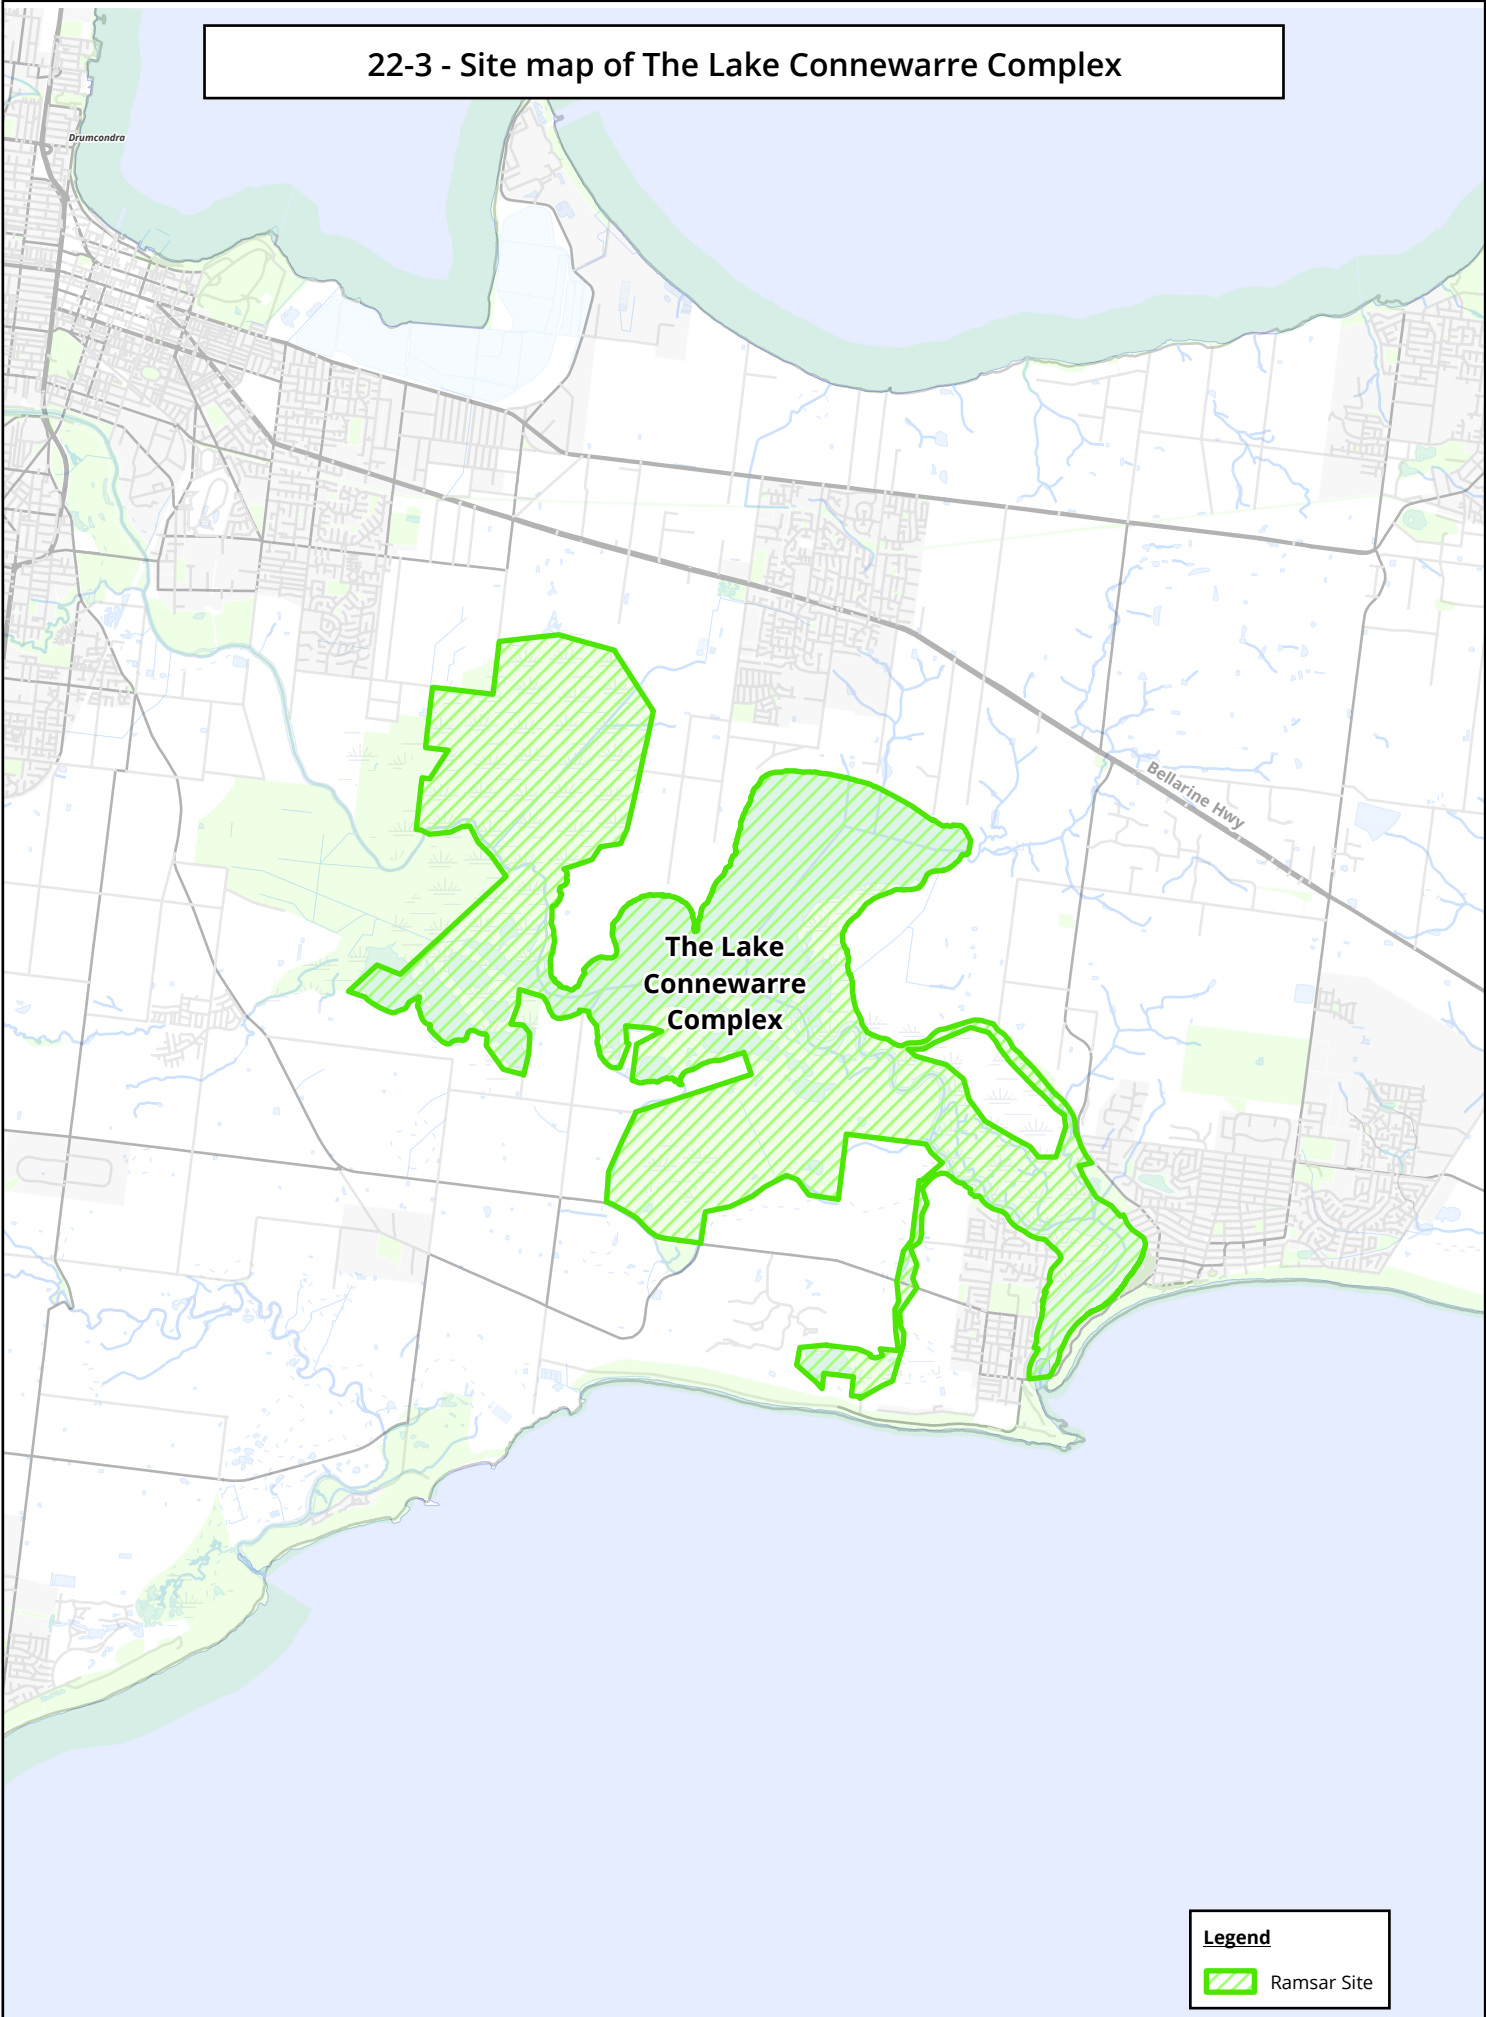 22-3 - Site map of The Lake Connewarre Complex
Drumcondra
Bellarine Hwy
The Lake
Connewarre
Complex
Legend
Ramsar Site